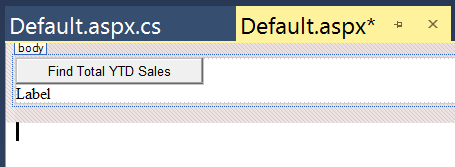 Default.aspx.cs Default.aspx*
body
Find Total YTD Sales
Label